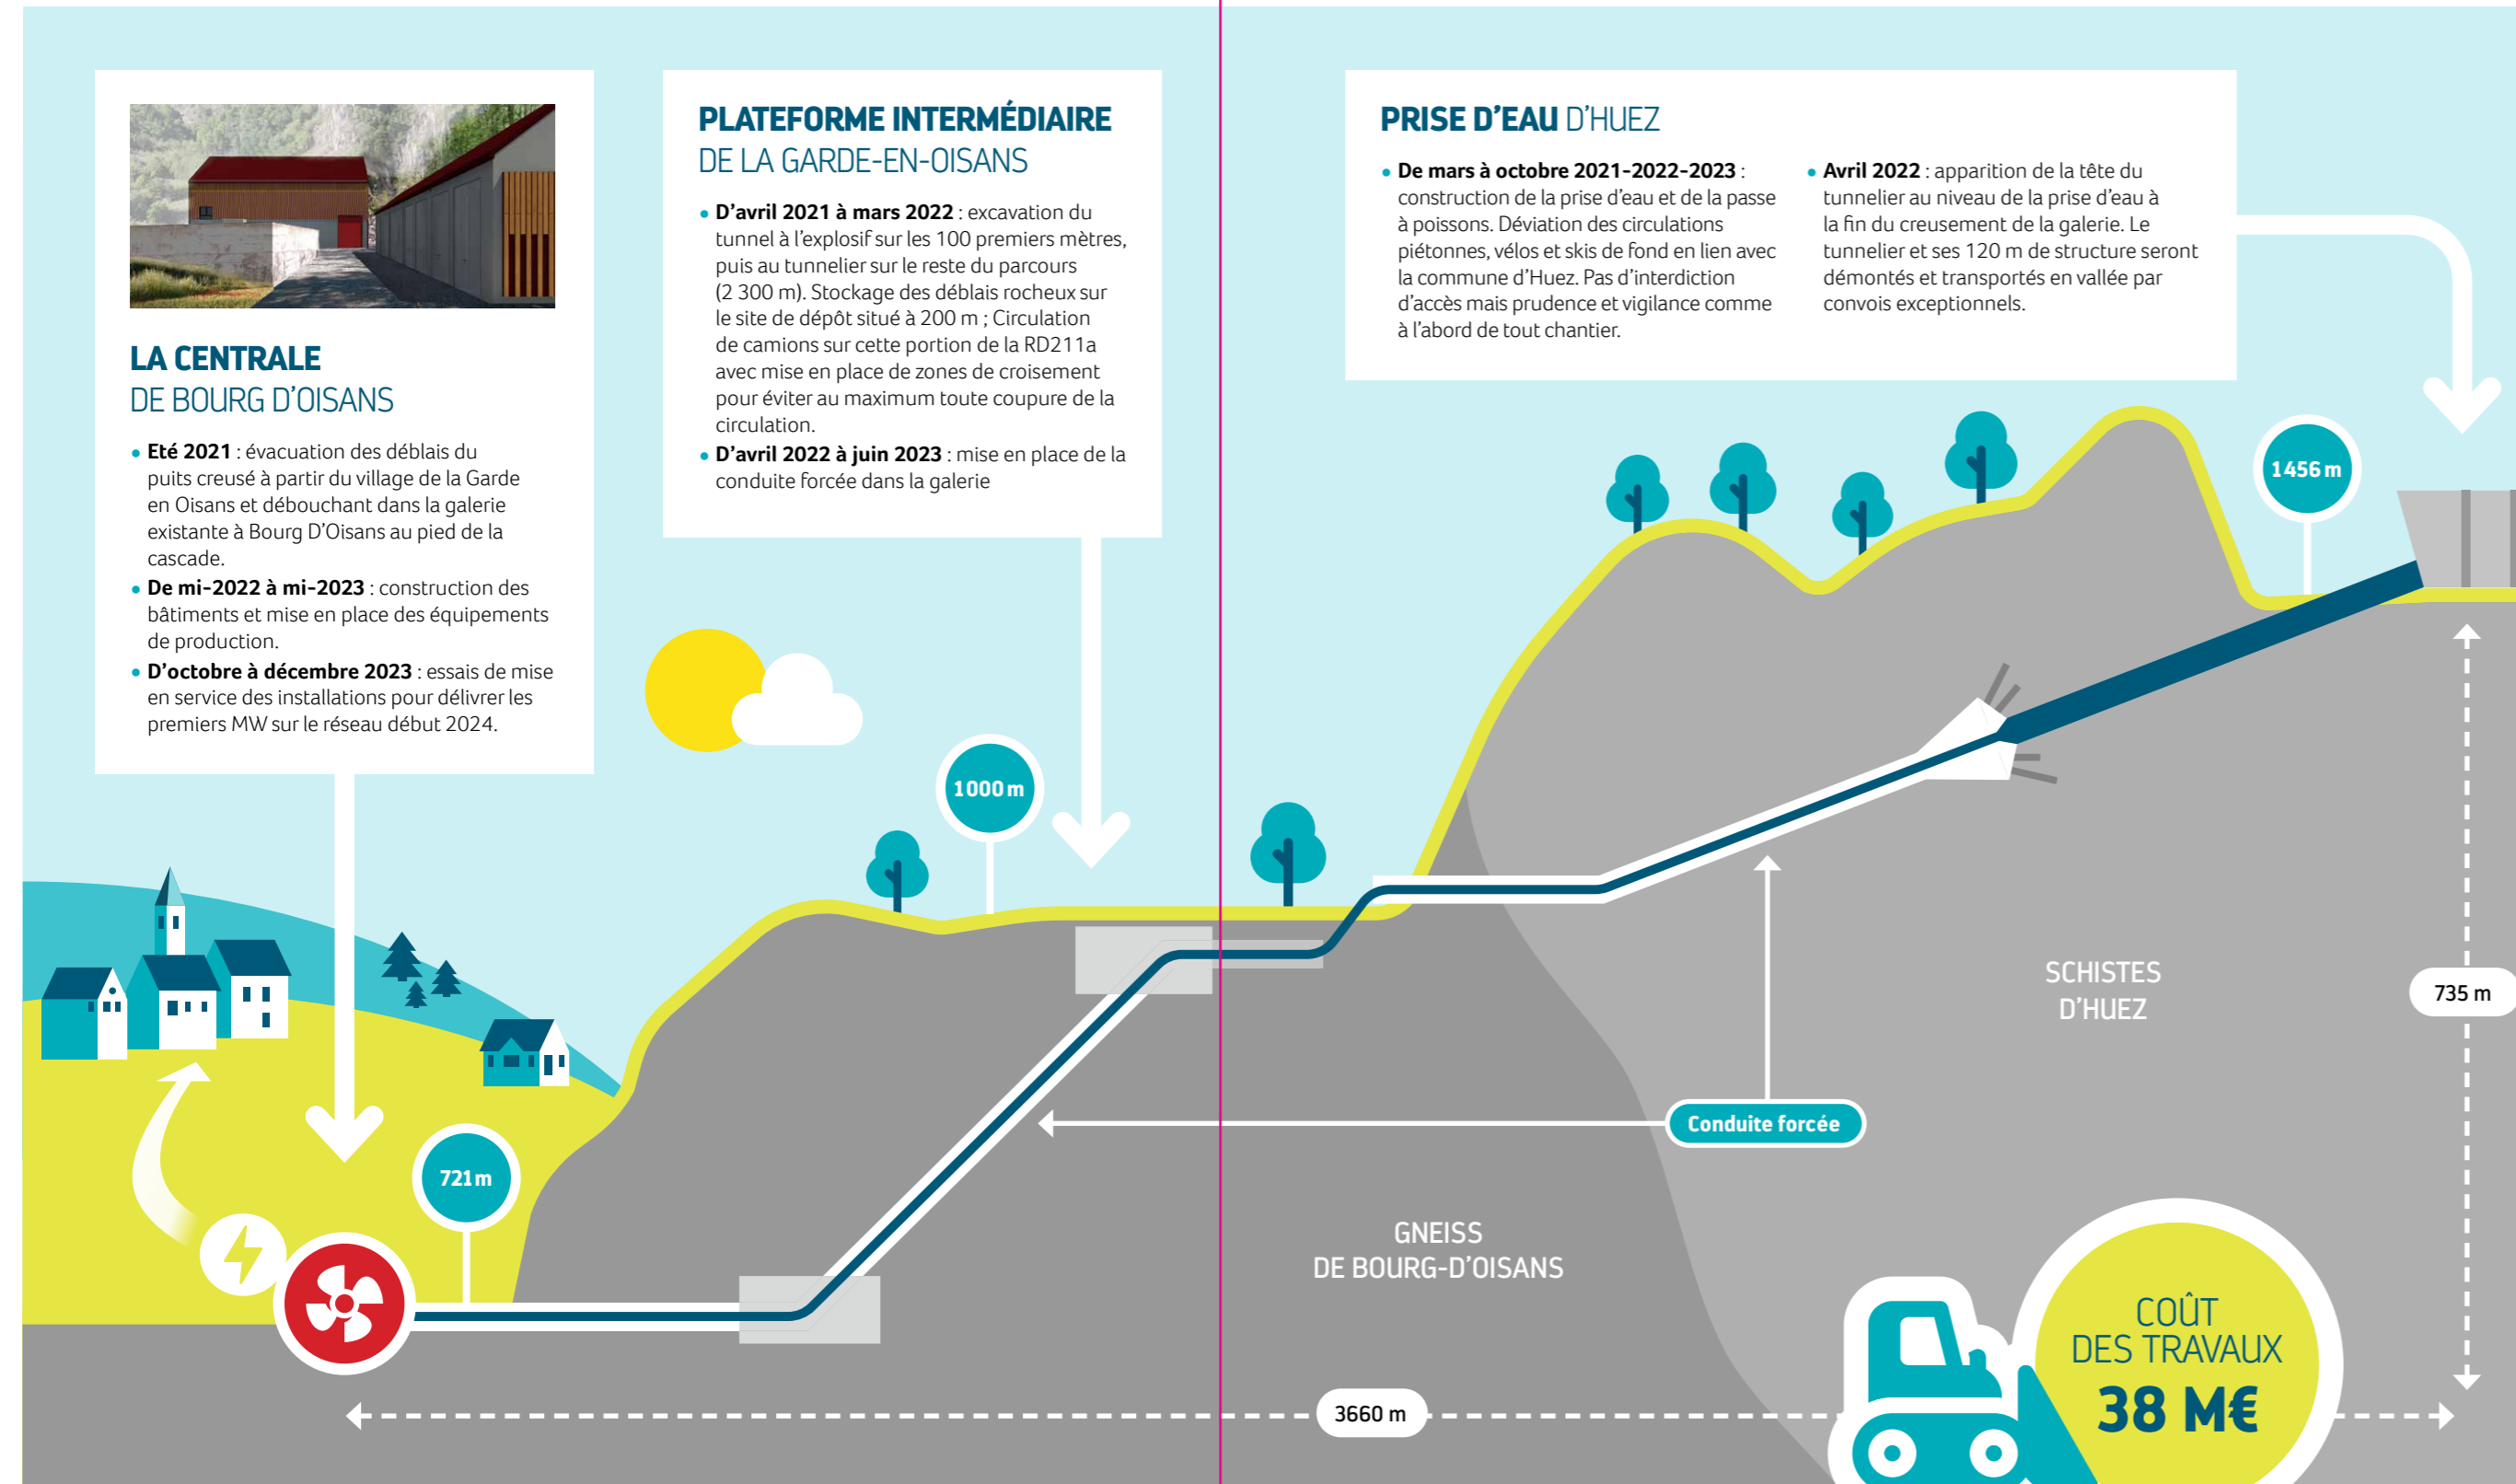 LA CENTRALE
DE BOURG D'OISANS
• Eté 2021 : évacuation des déblais du
puits creusé à partir du village de la Garde
en Oisans et débouchant dans la galerie
existante à Bourg D'Oisans au pied de la
cascade.
• De mi-2022 à mi-2023 : construction des
bâtiments et mise en place des équipements
de production.
• D'octobre à décembre 2023 : essais de mise
en service des installations pour délivrer les
premiers MW sur le réseau début 2024.
PLATEFORME INTERMÉDIAIRE
DE LA GARDE-EN-OISANS
• D'avril 2021 à mars 2022 : excavation du
tunnel à l'explosif sur les 100 premiers mètres,
puis au tunnelier sur le reste du parcours
(2 300 m). Stockage des déblais rocheux sur
le site de dépôt situé à 200 m ; Circulation
de camions sur cette portion de la RD211a
avec mise en place de zones de croisement
pour éviter au maximum toute coupure de la
circulation.
• D'avril 2022 à juin 2023 : mise en place de la
conduite forcée dans la galerie
PRISE D'EAU D'HUEZ
• De mars à octobre 2021-2022-2023 :
construction de la prise d'eau et de la passe
à poissons. Déviation des circulations
piétonnes, vélos et skis de fond en lien avec
la commune d'Huez. Pas d'interdiction
d'accès mais prudence et vigilance comme
à l'abord de tout chantier.
• Avril 2022 : apparition de la tête du
tunnelier au niveau de la prise d'eau à
la fin du creusement de la galerie. Le
tunnelier et ses 120 m de structure seront
démontés et transportés en vallée par
convois exceptionnels.
1456 m
1000 m
721 m
SCHISTES
D'HUEZ
735 m
Conduite forcée
GNEISS
DE BOURG-D'OISANS
3660 m
COÛT
DES TRAVAUX
38 M€